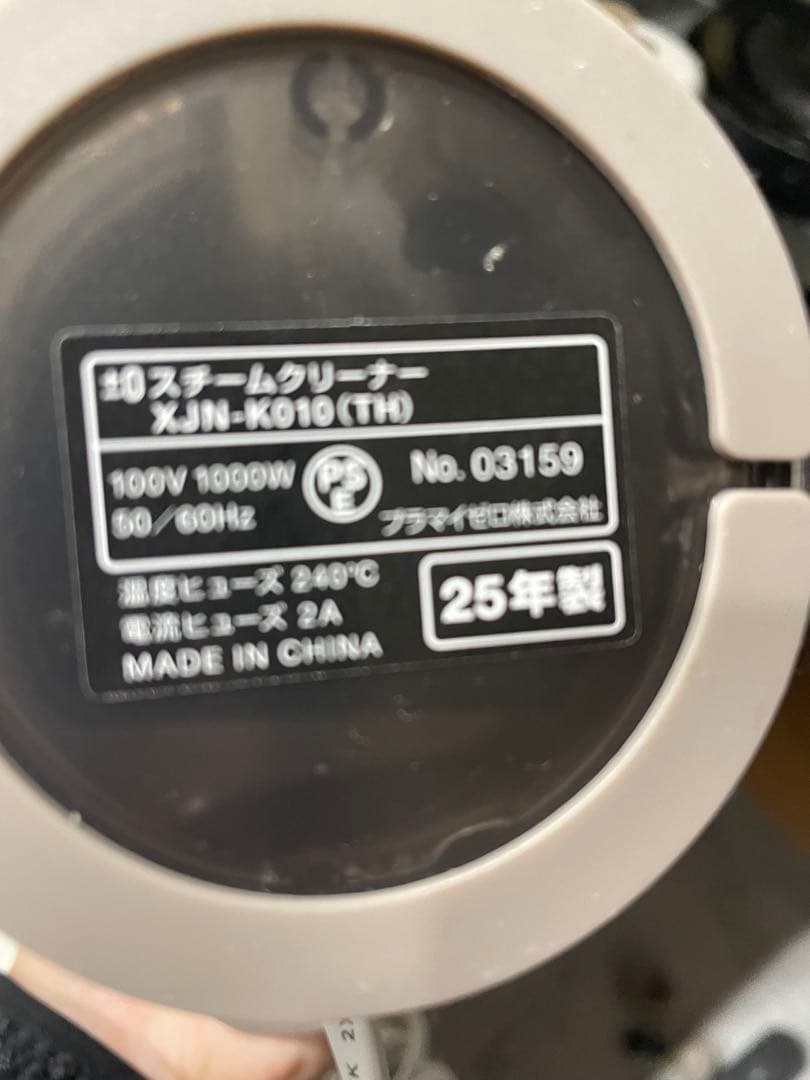 ±0スチームクリーナー
XJN-K010(TH)
100V 1000W
50/60Hz
PSE
No. 03159
プラマイゼロ株式会社
温度ヒューズ 240℃
電流ヒューズ 2A
MADE IN CHINA
25年製
K 2X